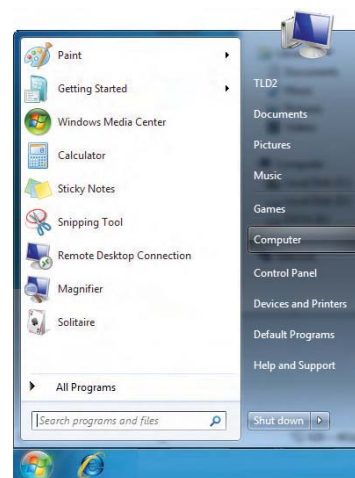 Paint
Getting Started
Windows Media Center
Calculator
Sticky Notes
Snipping Tool
Remote Desktop Connection
Magnifier
Solitaire
All Programs
Search programs and files
TLD2
Documents
Pictures
Music
Games
Computer
Control Panel
Devices and Printers
Default Programs
Help and Support
Shut down